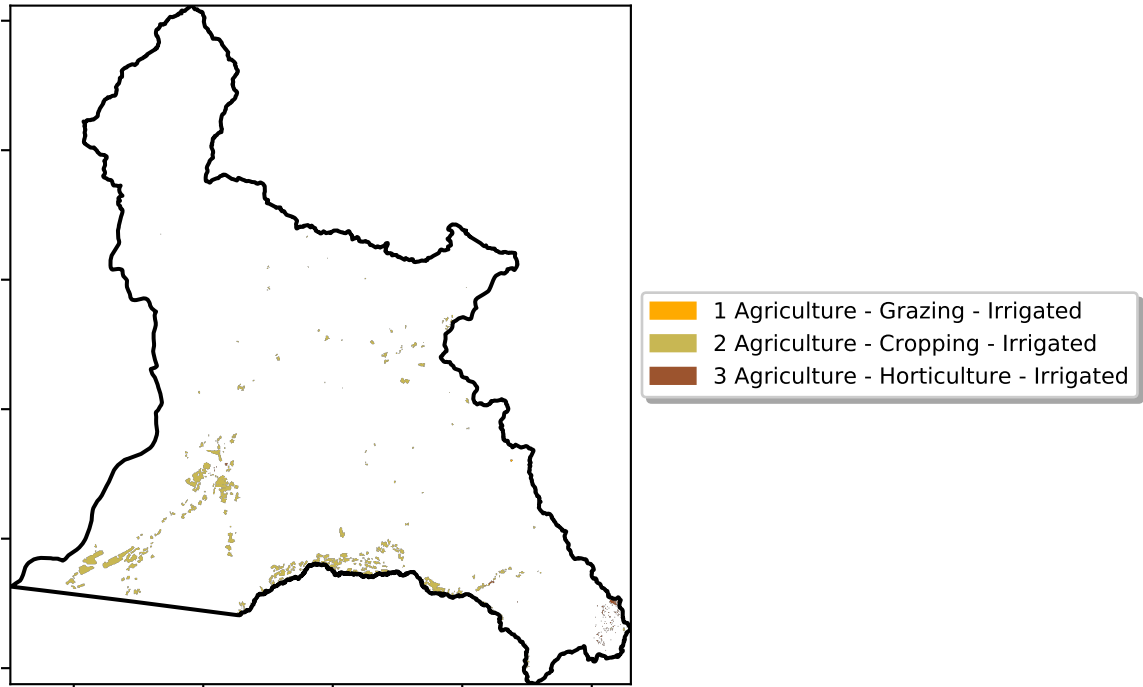 1 Agriculture - Grazing - Irrigated
2 Agriculture - Cropping - Irrigated
3 Agriculture - Horticulture - Irrigated